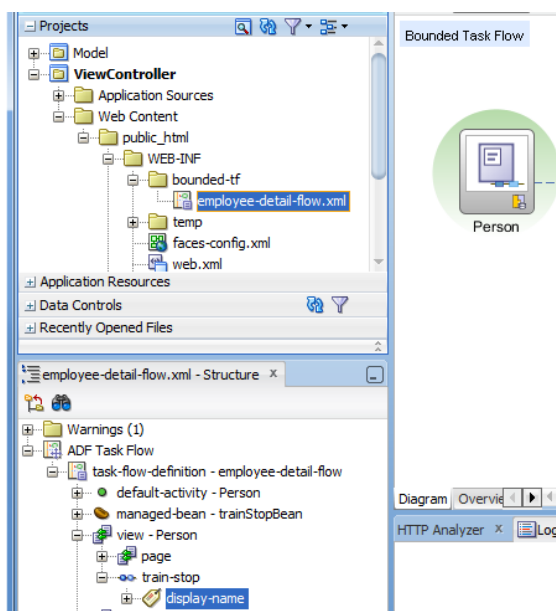 Projects
Model
ViewController
Application Sources
Web Content
public_html
WEB-INF
bounded-tf
employee-detail-flow.xml
temp
faces-config.xml
web.xml
Application Resources
Data Controls
Recently Opened Files
employee-detail-flow.xml - Structure x
Warnings (1)
ADF Task Flow
task-flow-definition - employee-detail-flow
default-activity - Person
managed-bean - trainStopBean
view - Person
page
train-stop
display-name
Bounded Task Flow
Person
Diagram Overvie
HTTP Analyzer x Log